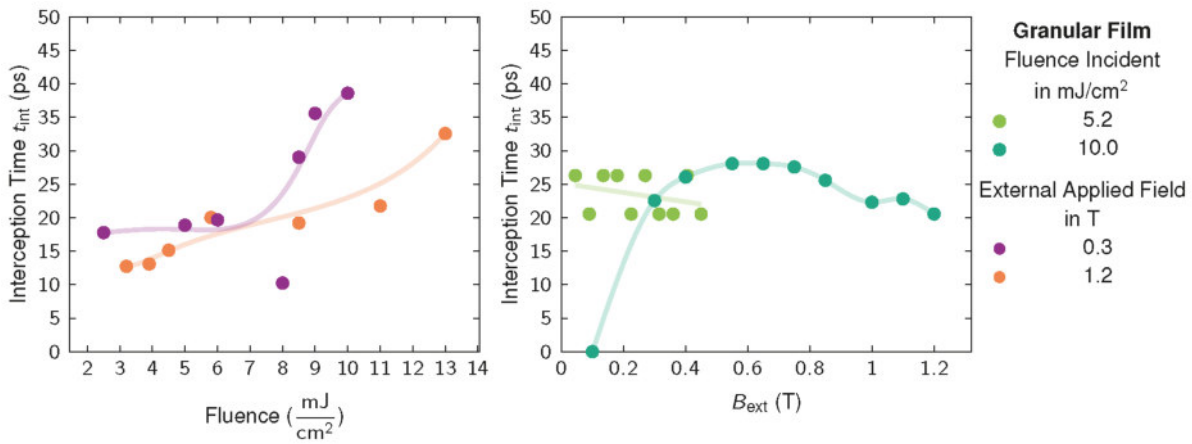 50
45
40
35
30
25
20
15
10
5
0
Interception Time t_int (ps)
2 3 4 5 6 7 8 9 10 11 12 13 14
Fluence (mJ/cm²)
50
45
40
35
30
25
20
15
10
5
0
Interception Time t_int (ps)
0 0.2 0.4 0.6 0.8 1 1.2
B_ext (T)
Granular Film
Fluence Incident
in mJ/cm²
5.2
10.0
External Applied Field
in T
0.3
1.2